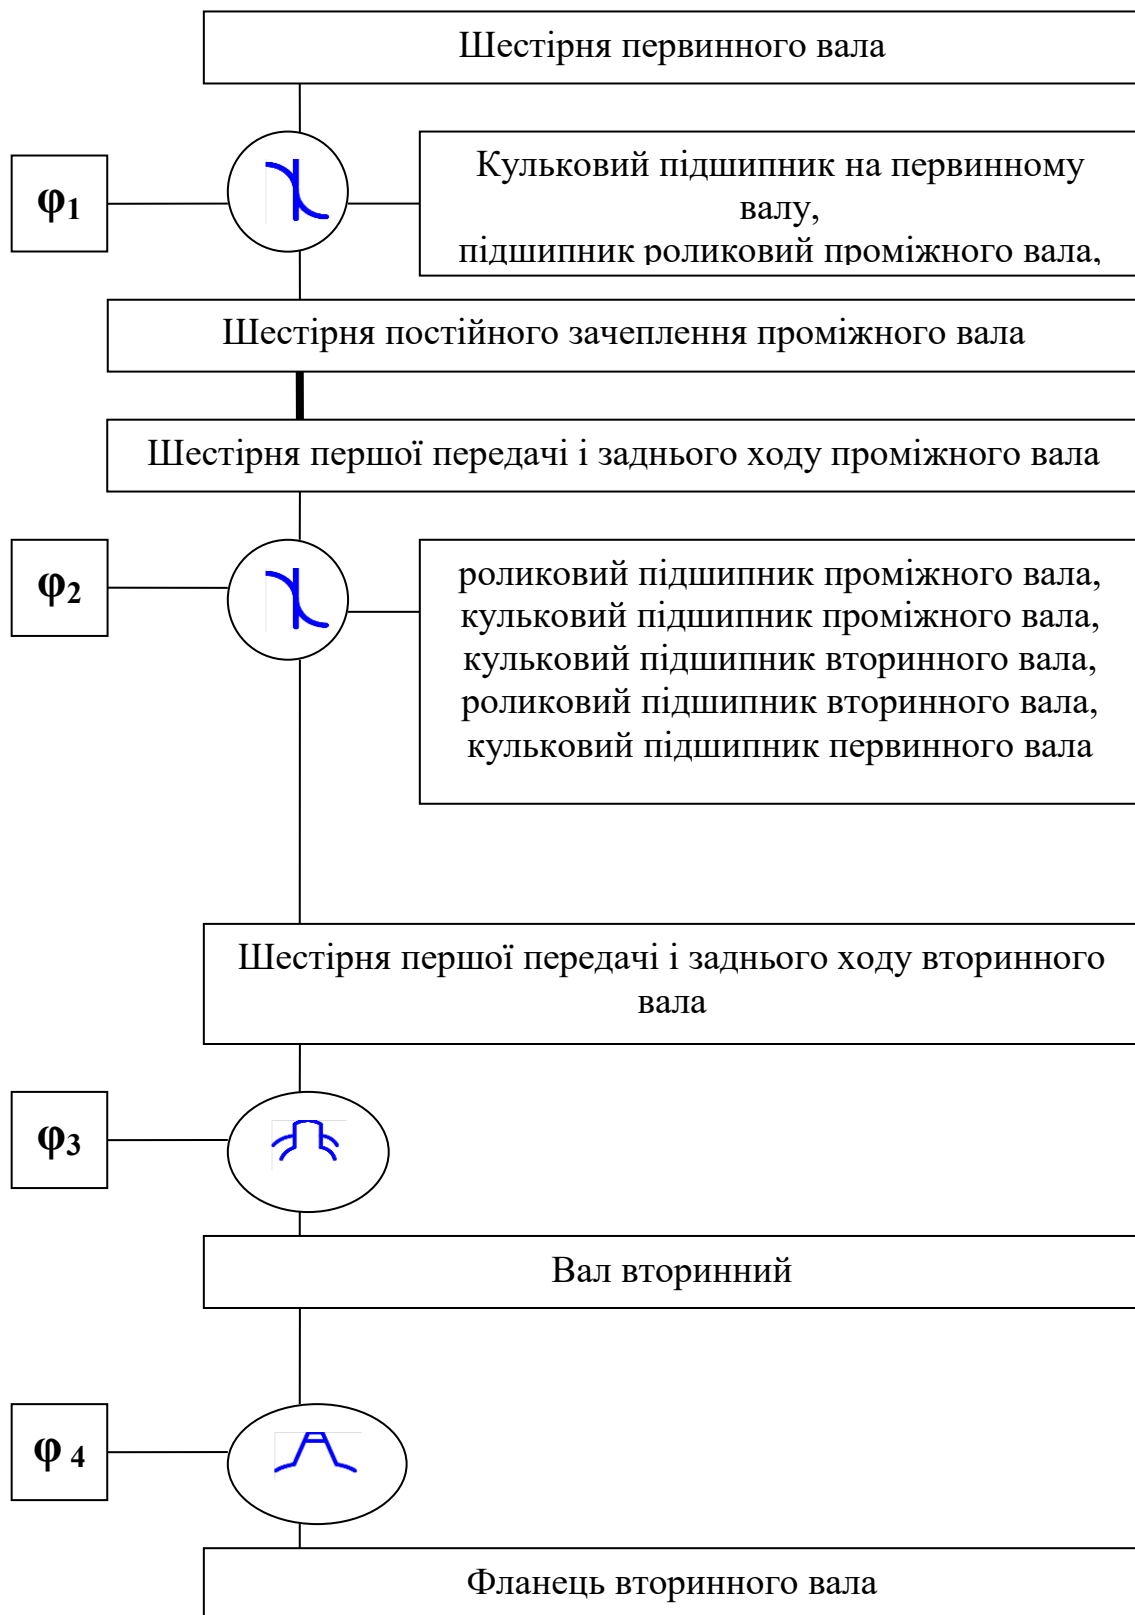 Шестірня первинного вала
φ1
Кульковий підшипник на первинному
валу,
підшипник роликовий проміжного вала,
Шестірня постійного зачеплення проміжного вала
Шестірня першої передачі і заднього ходу проміжного вала
φ2
роликовий підшипник проміжного вала,
кульковий підшипник проміжного вала,
кульковий підшипник вторинного вала,
роликовий підшипник вторинного вала,
кульковий підшипник первинного вала
Шестірня першої передачі і заднього ходу вторинного
вала
φ3
Вал вторинний
φ 4
Фланець вторинного вала